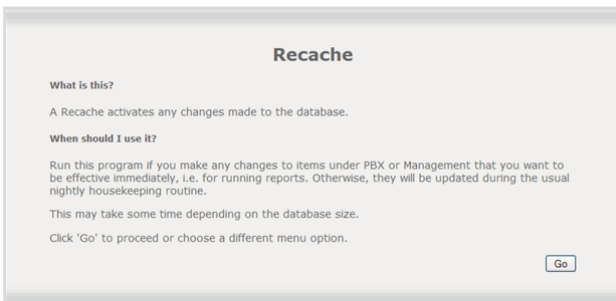 Recache
What is this?
A Recache activates any changes made to the database.
When should I use it?
Run this program if you make any changes to items under PBX or Management that you want to
be effective immediately, i.e. for running reports. Otherwise, they will be updated during the usual
nightly housekeeping routine.
This may take some time depending on the database size.
Click 'Go' to proceed or choose a different menu option.
Go